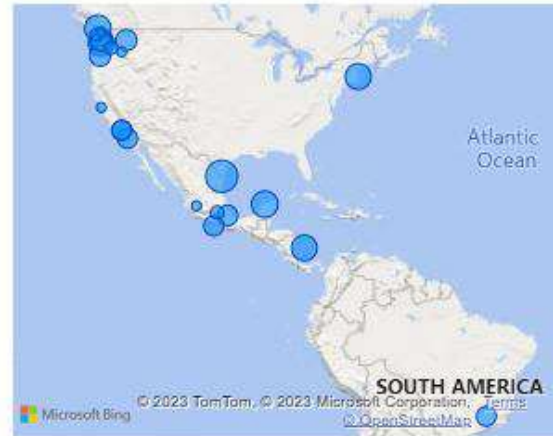 Atlantic
Ocean
SOUTH AMERICA
Microsoft Bing
© 2023 TomTom, © 2023 Microsoft Corporation, Terms
© OpenStreetMap